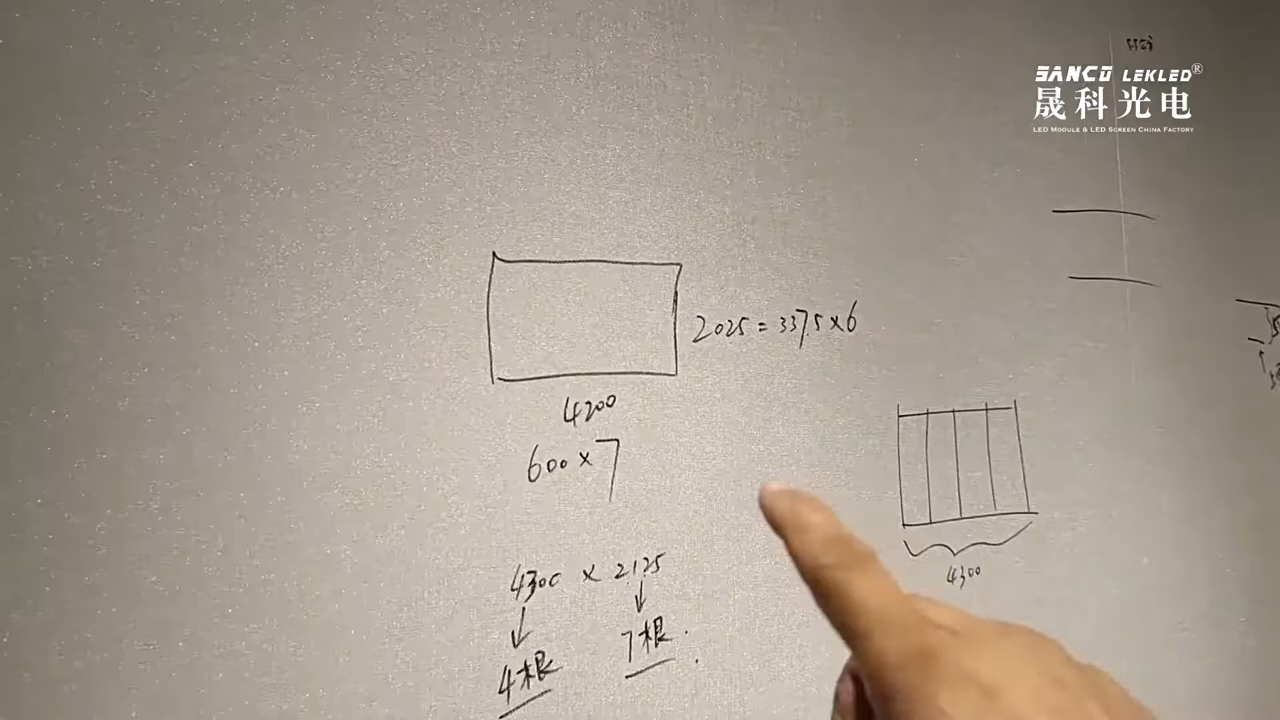 SANCO LEKLED®
晟科光电
LED MODULE & LED SCREEN CHINA FACTORY
2025=337.5×6
4200
600×7
4300 × 2125
4根
7根.
4300